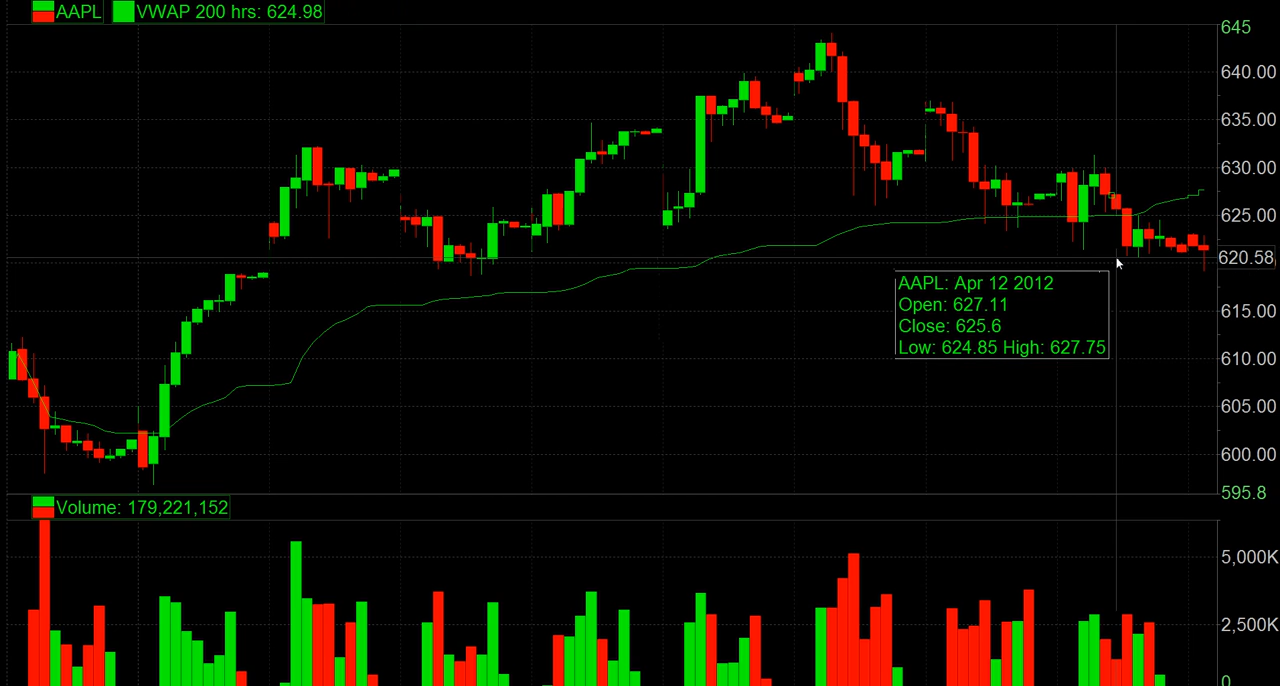 AAPL VWAP 200 hrs: 624.98
645
640.00
635.00
630.00
625.00
620.58
615.00
610.00
605.00
600.00
595.8
AAPL: Apr 12 2012
Open: 627.11
Close: 625.6
Low: 624.85 High: 627.75
Volume: 179,221,152
5,000K
2,500K
0